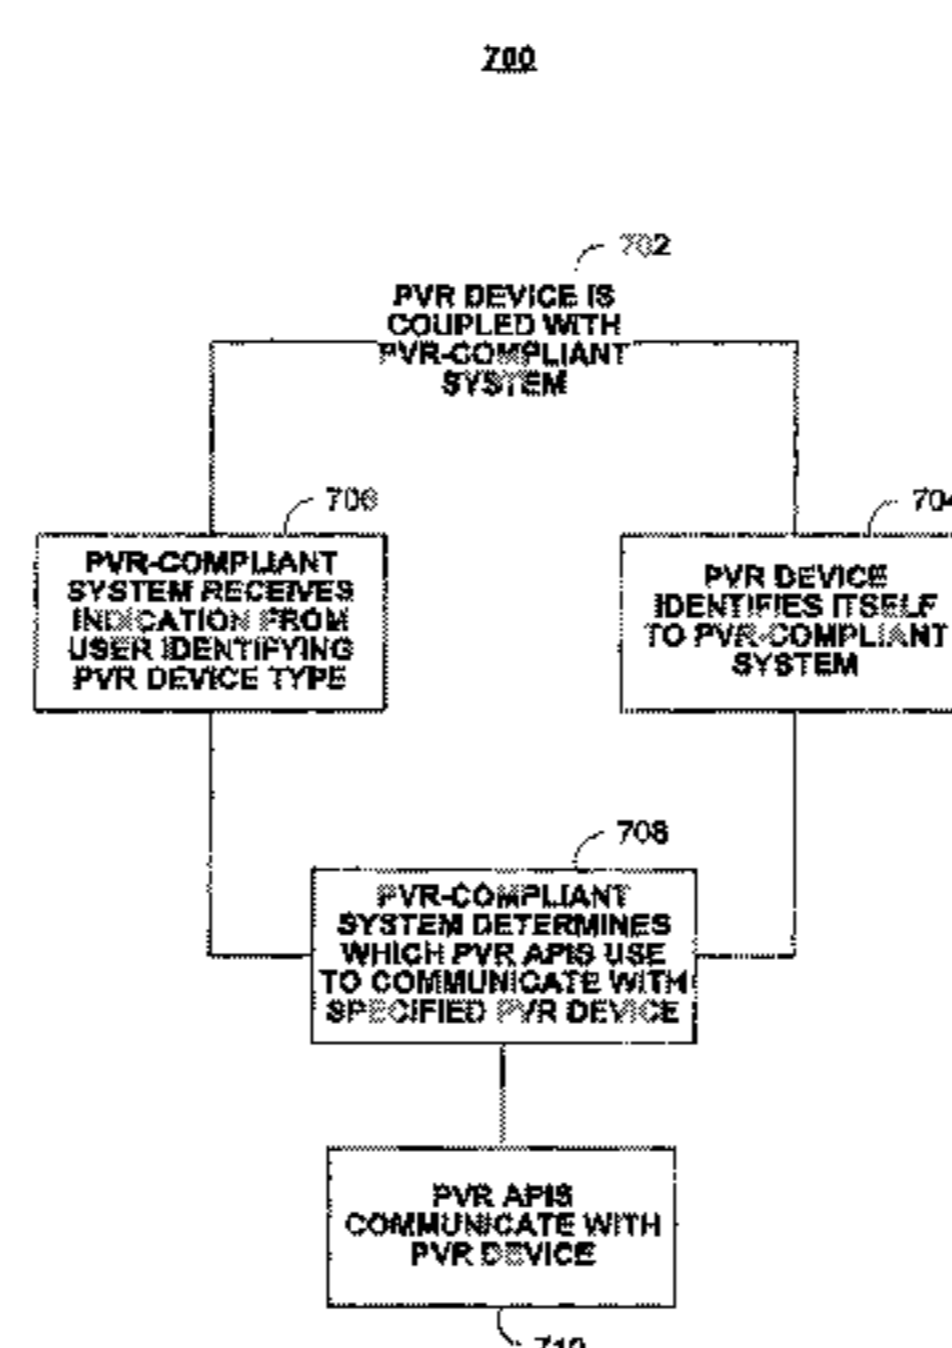 700
702
PVR DEVICE IS
COUPLED WITH
PVR-COMPLIANT
SYSTEM
706
PVR-COMPLIANT
SYSTEM RECEIVES
INDICATION FROM
USER IDENTIFYING
PVR DEVICE TYPE
704
PVR DEVICE
IDENTIFIES ITSELF
TO PVR-COMPLIANT
SYSTEM
708
PVR-COMPLIANT
SYSTEM DETERMINES
WHICH PVR APIS USE
TO COMMUNICATE WITH
SPECIFIED PVR DEVICE
PVR APIS
COMMUNICATE WITH
PVR DEVICE
710